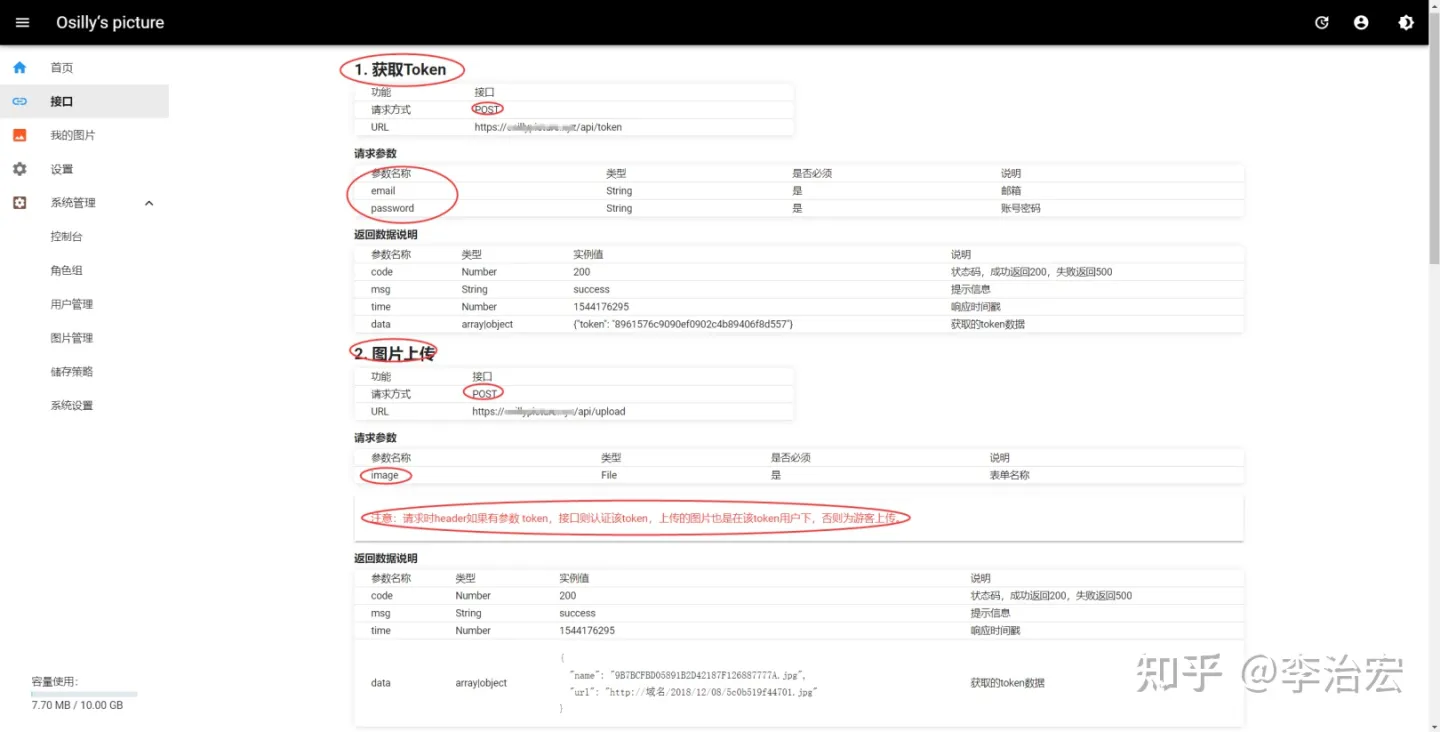 Osilly's picture
首页
接口
我的图片
设置
系统管理
控制台
角色组
用户管理
图片管理
储存策略
系统设置
容量使用:
7.70 MB / 10.00 GB
1. 获取Token
功能 接口
请求方式 POST
URL https:///api/token
请求参数
参数名称 类型 是否必须 说明
email String 是 邮箱
password String 是 账号密码
返回数据说明
参数名称 类型 实例值 说明
code Number 200 状态码，成功返回200，失败返回500
msg String success 提示信息
time Number 1544176295 响应时间戳
data array|object {"token": "8961576c9090ef0902c4b89406f8d557"} 获取的token数据
2. 图片上传
功能 接口
请求方式 POST
URL https:///api/upload
请求参数
参数名称 类型 是否必须 说明
image File 是 表单名称
注意：请求时header如果有参数 token，接口则认证该token，上传的图片也是在该token用户下，否则为游客上传。
返回数据说明
参数名称 类型 实例值 说明
code Number 200 状态码，成功返回200，失败返回500
msg String success 提示信息
time Number 1544176295 响应时间戳
data array|object 获取的token数据
{
"name": "9B7BCFBD05891B2D42187F126887777A.jpg",
"url": "http://域名/2018/12/08/5c0b519f44701.jpg"
}
知乎 @李治宏